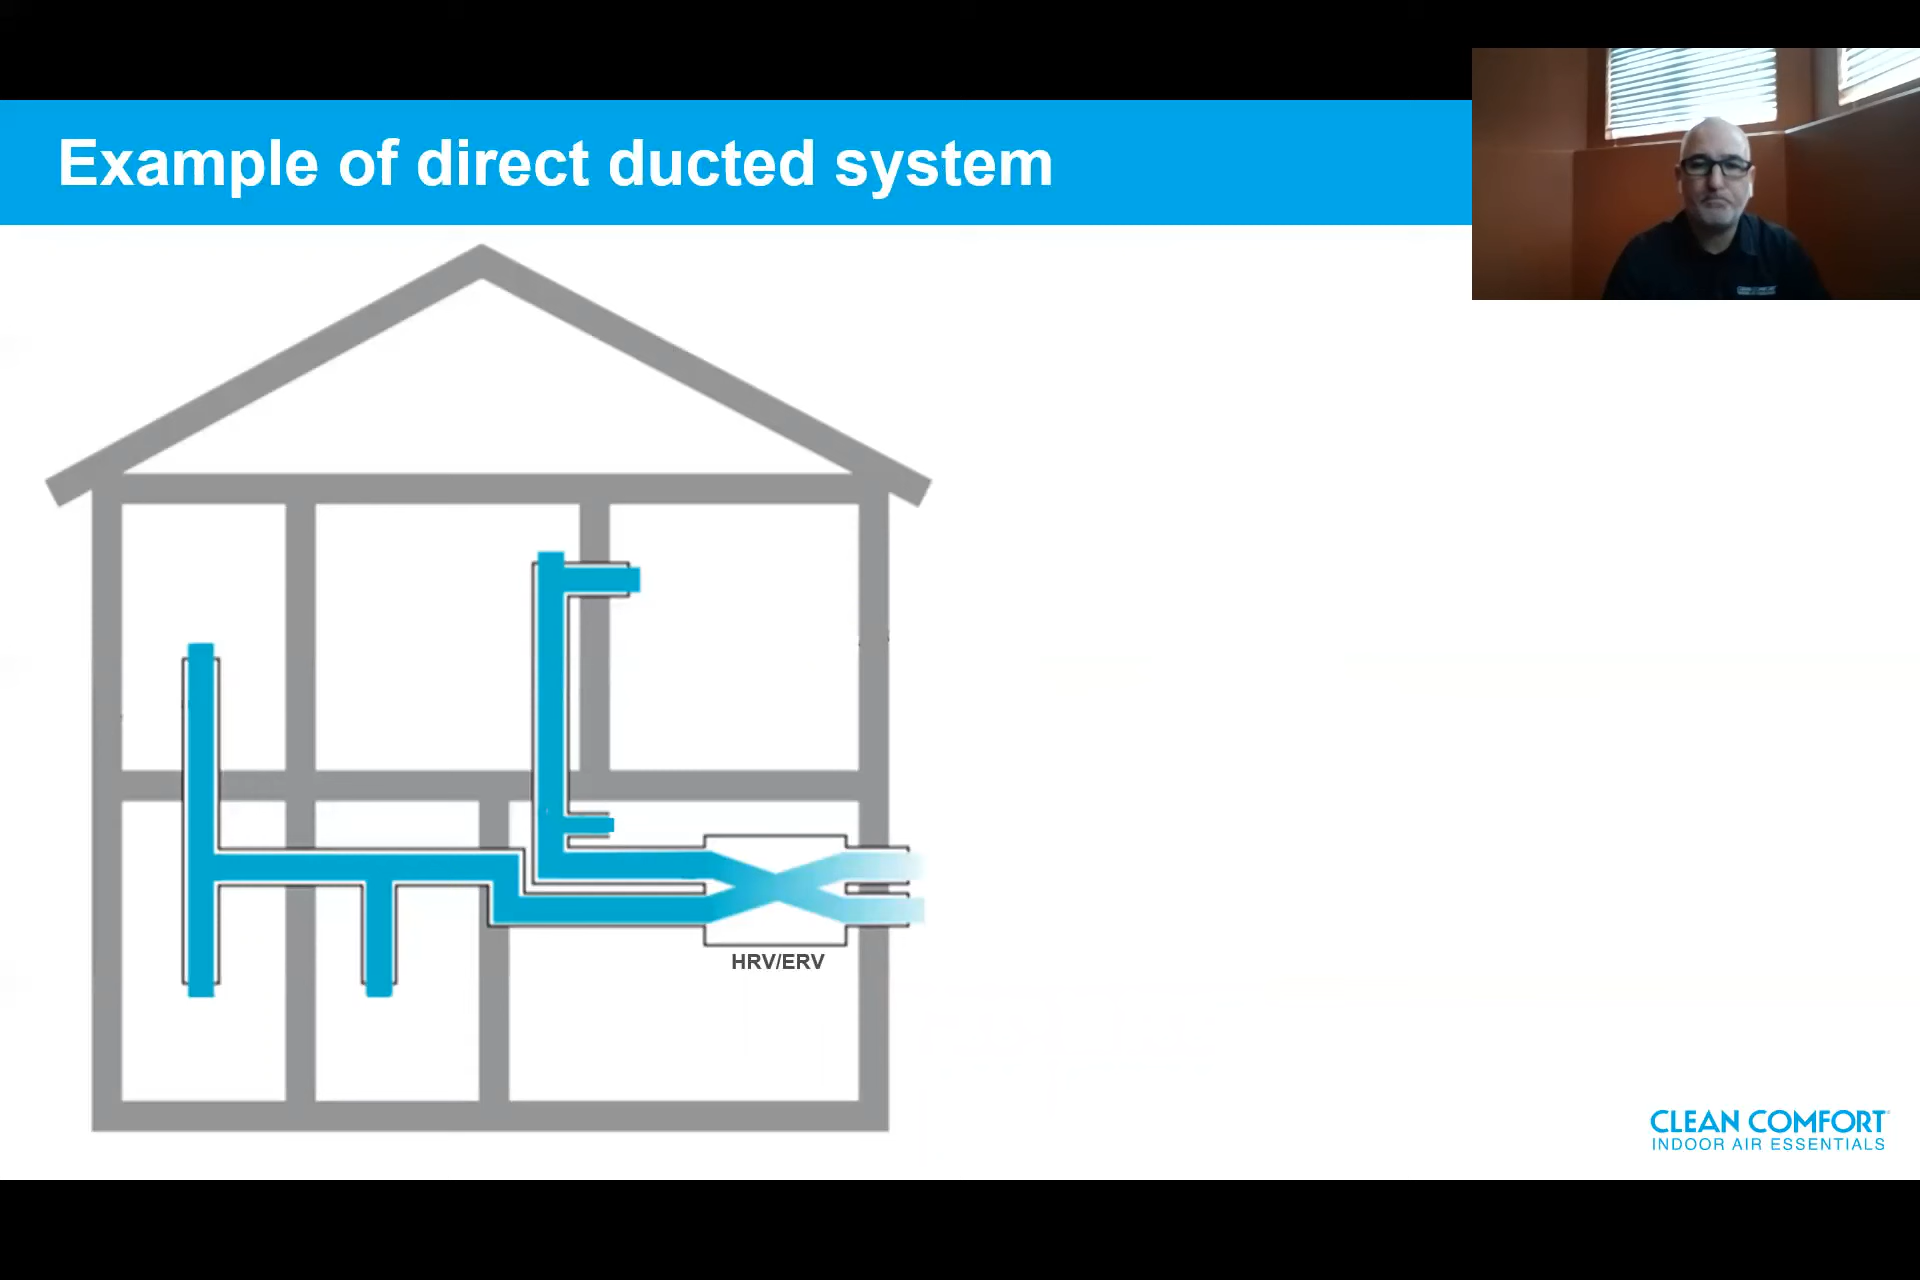 Example of direct ducted system
HRV/ERV
CLEAN COMFORT
INDOOR AIR ESSENTIALS